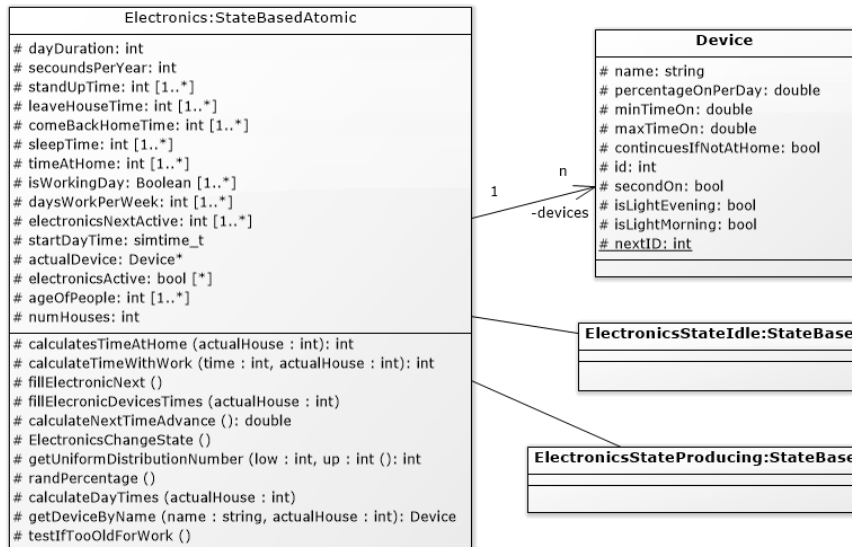 Electronics:StateBasedAtomic
# dayDuration: int
# secoundsPerYear: int
# standUpTime: int [1..*]
# leaveHouseTime: int [1..*]
# comeBackHomeTime: int [1..*]
# sleepTime: int [1..*]
# timeAtHome: int [1..*]
# isWorkingDay: Boolean [1..*]
# daysWorkPerWeek: int [1..*]
# electronicsNextActive: int [1..*]
# startDayTime: simtime_t
# actualDevice: Device*
# electronicsActive: bool [*]
# ageOfPeople: int [1..*]
# numHouses: int
# calculatesTimeAtHome (actualHouse : int): int
# calculateTimeWithWork (time : int, actualHouse : int): int
# fillElectronicNext ()
# fillElecronicDevicesTimes (actualHouse : int)
# calculateNextTimeAdvance (): double
# ElectronicsChangeState ()
# getUniformDistributionNumber (low : int, up : int (): int
# randPercentage ()
# calculateDayTimes (actualHouse : int)
# getDeviceByName (name : string, actualHouse : int): Device
# testIfTooOldForWork ()
1
n
-devices
Device
# name: string
# percentageOnPerDay: double
# minTimeOn: double
# maxTimeOn: double
# contincuesIfNotAtHome: bool
# id: int
# secondOn: bool
# isLightEvening: bool
# isLightMorning: bool
# nextID: int
ElectronicsStateIdle:StateBase
ElectronicsStateProducing:StateBase